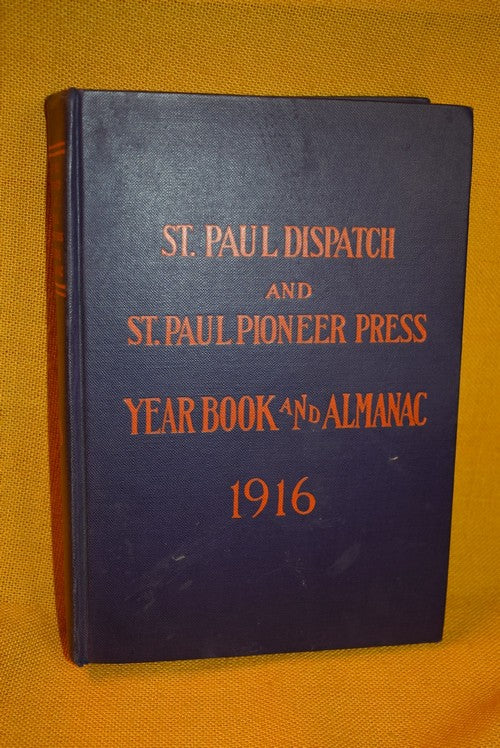 ST. PAUL DISPATCH
AND
ST. PAUL PIONEER PRESS
YEAR BOOK AND ALMANAC
1916